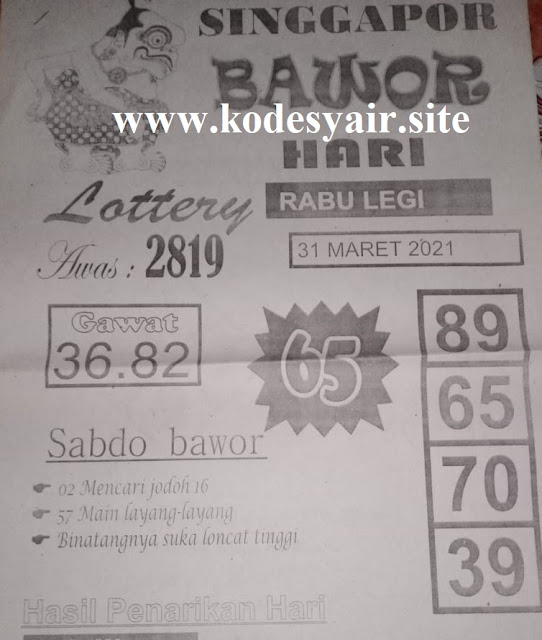 SINGGAPOR
BAWOR
www.kodesyair.site
HARI
Lottery
RABU LEGI
Awas : 2819
31 MARET 2021
Gawat
36.82
65
89
65
70
39
Sabdo bawor
02 Mencari jodoh 16
57 Main layang-layang
Binatangnya suka loncat tinggi
Hasil Penarikan Hari